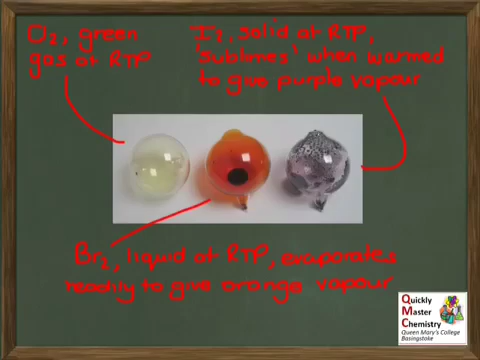 Cl2, green
gas at RTP
I2, solid at RTP,
'sublimes' when warmed
to give purple vapour
Br2, liquid at RTP, evaporates
readily to give orange vapour
Quickly
Master
Chemistry
Queen Mary's College
Basingstoke